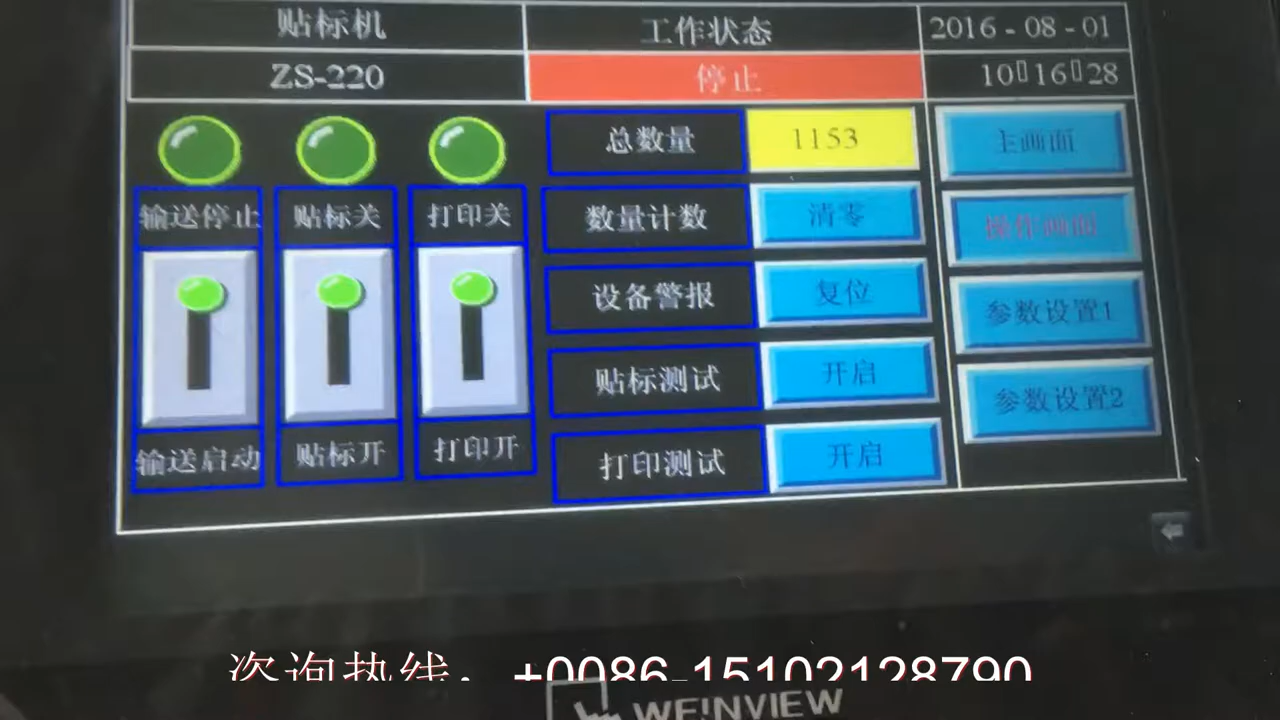 贴标机 工作状态 2016-08-01
ZS-220 停止 10▯16▯28
总数量 1153 主画面
输送停止 贴标关 打印关 数量计数 清零 操作画面
设备警报 复位 参数设置1
贴标测试 开启 参数设置2
输送启动 贴标开 打印开 打印测试 开启
咨询热线：+0086-15102128790
WEINVIEW